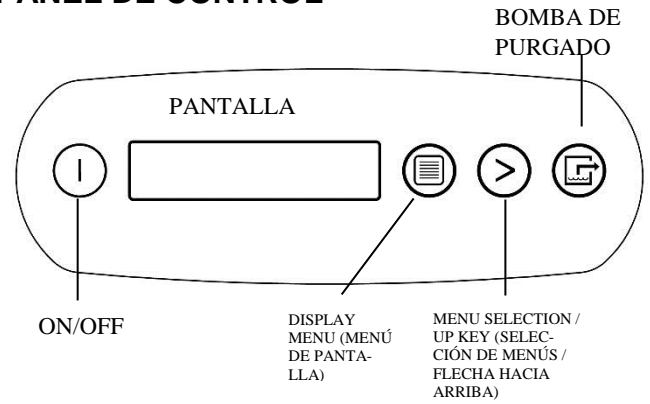 PANEL DE CONTROL
BOMBA DE
PURGADO
PANTALLA
ON/OFF
DISPLAY
MENU (MENÚ
DE PANTA-
LLA)
MENU SELECTION /
UP KEY (SELEC-
CIÓN DE MENÚS /
FLECHA HACIA
ARRIBA)